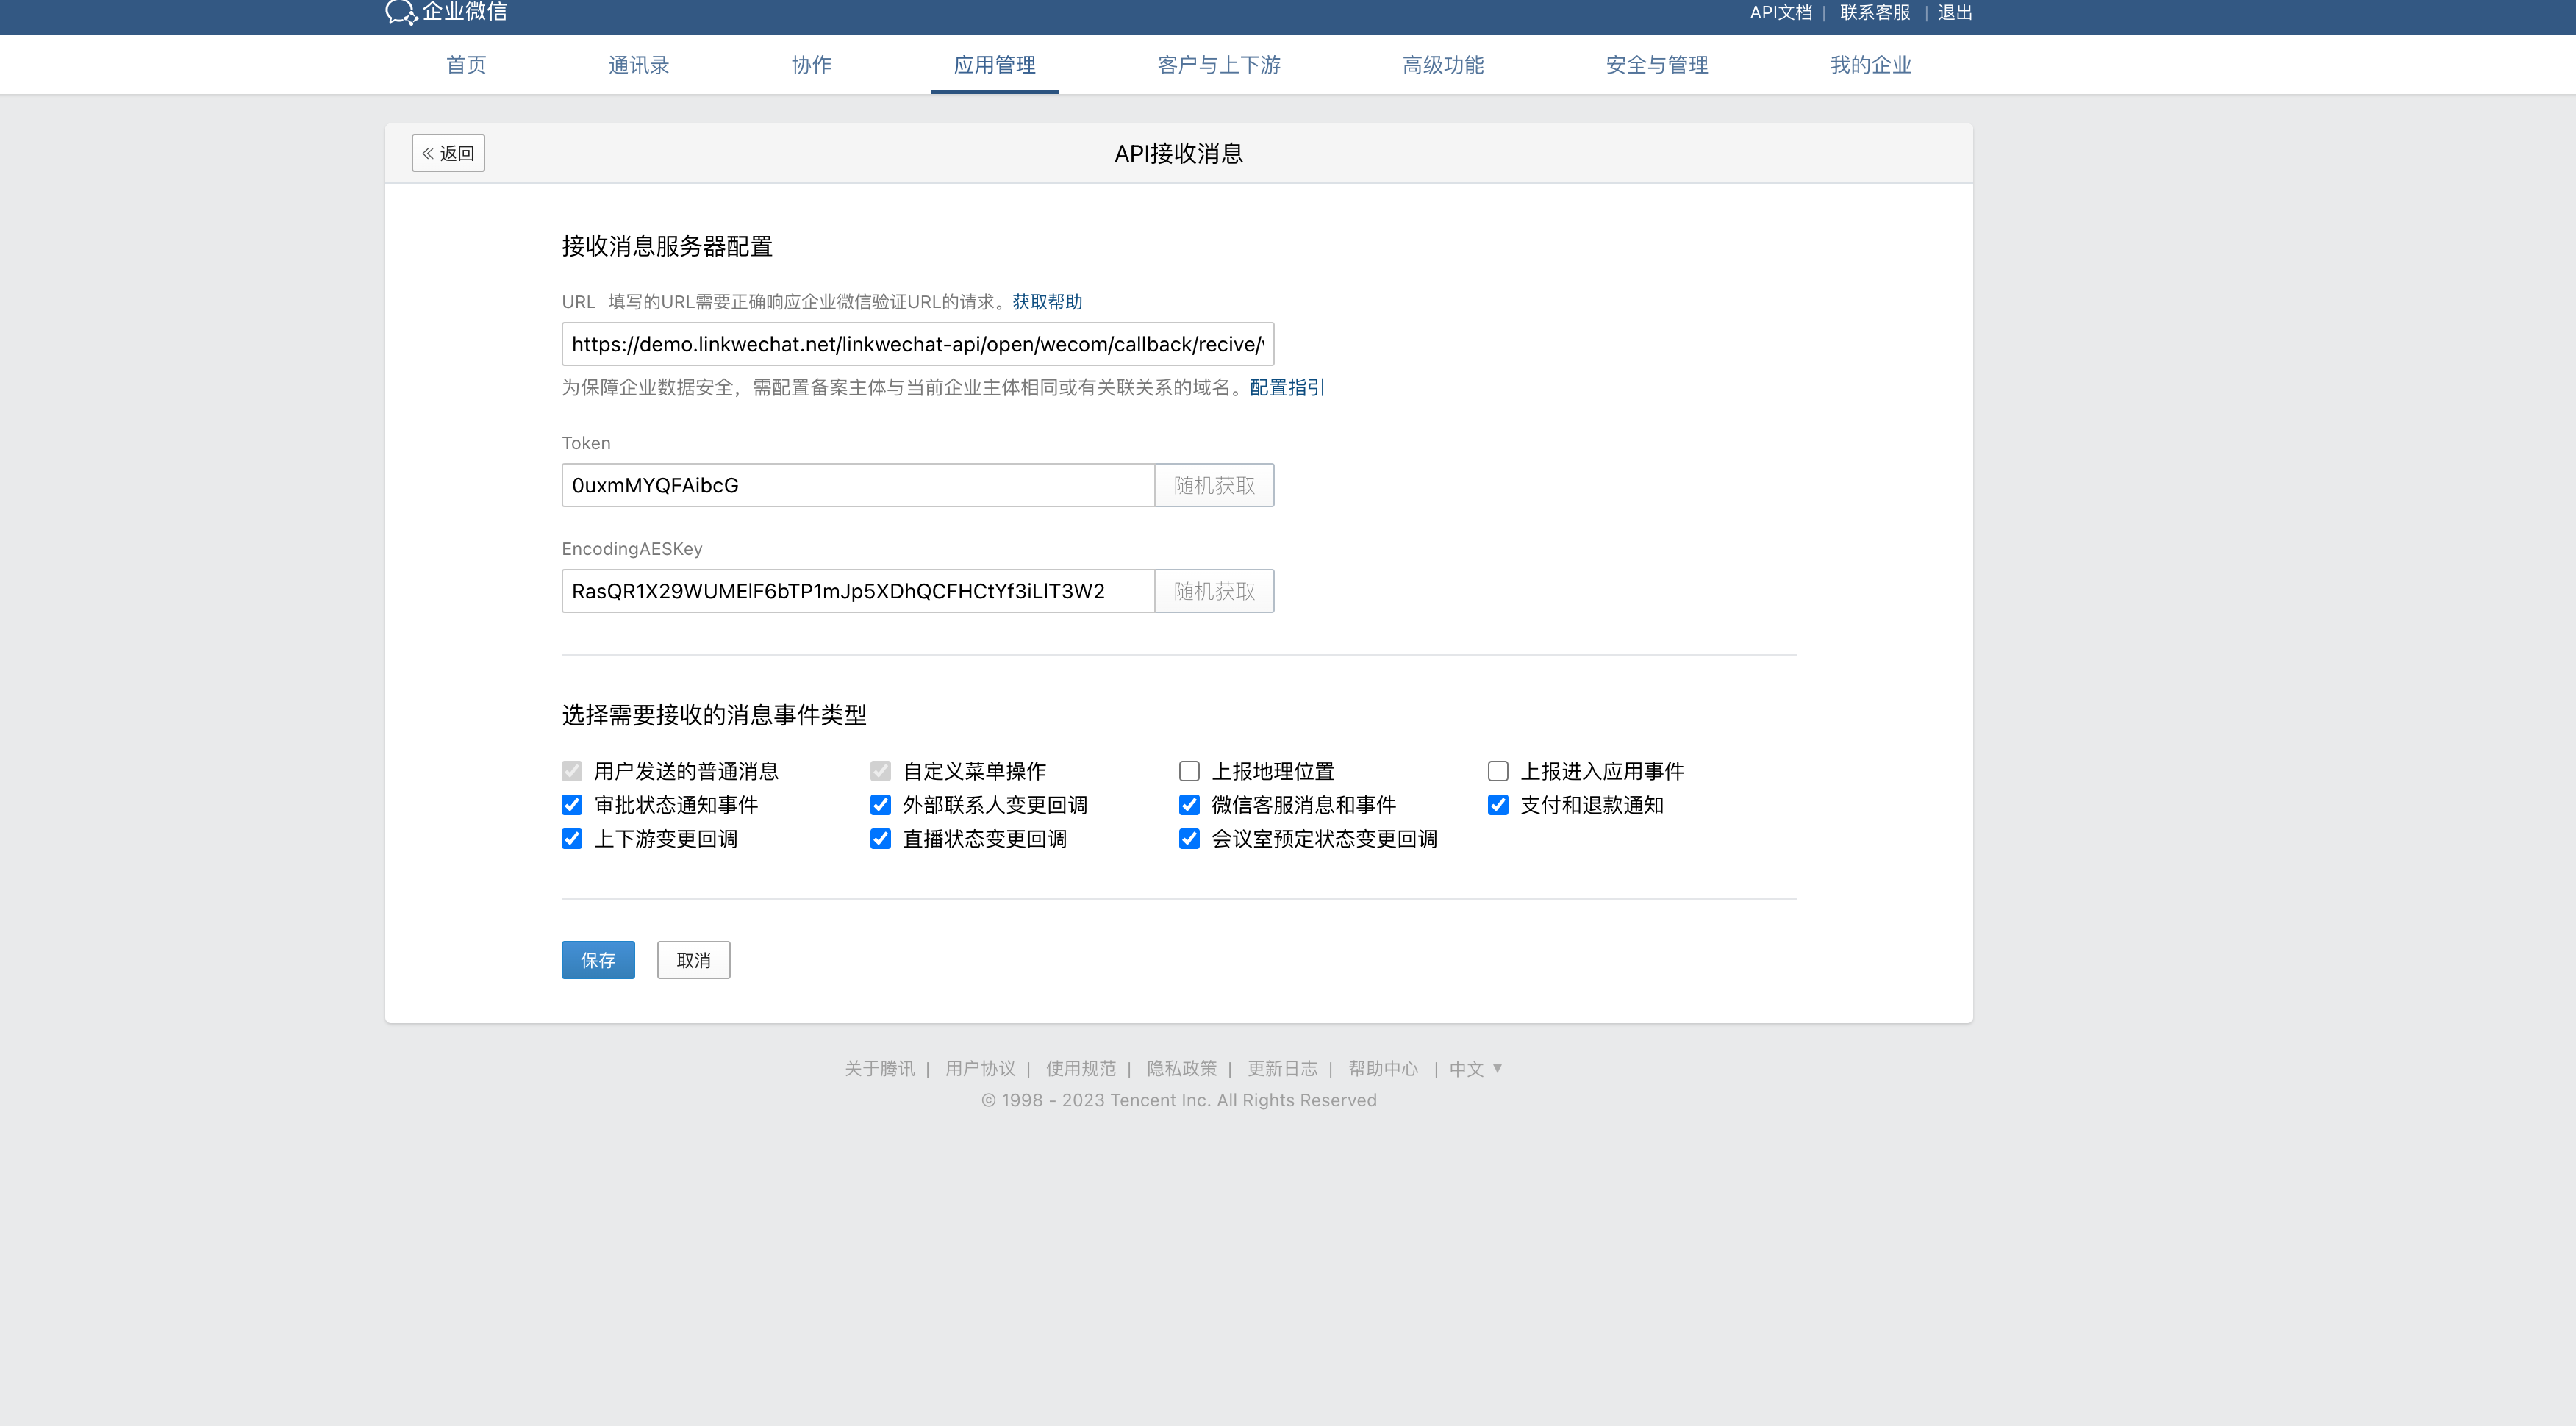 企业微信
API文档 | 联系客服 | 退出
首页 通讯录 协作 应用管理 客户与上下游 高级功能 安全与管理 我的企业
« 返回 API接收消息
接收消息服务器配置
URL 填写的URL需要正确响应企业微信验证URL的请求。获取帮助
https://demo.linkwechat.net/linkwechat-api/open/wecom/callback/recive/
为保障企业数据安全，需配置备案主体与当前企业主体相同或有关联关系的域名。配置指引
Token
0uxmMYQFAibcG 随机获取
EncodingAESKey
RasQR1X29WUMElF6bTP1mJp5XDhQCFHCtYf3iLlT3W2 随机获取
选择需要接收的消息事件类型
用户发送的普通消息 自定义菜单操作 上报地理位置 上报进入应用事件
审批状态通知事件 外部联系人变更回调 微信客服消息和事件 支付和退款通知
上下游变更回调 直播状态变更回调 会议室预定状态变更回调
保存 取消
关于腾讯 | 用户协议 | 使用规范 | 隐私政策 | 更新日志 | 帮助中心 | 中文 ▼
© 1998 - 2023 Tencent Inc. All Rights Reserved